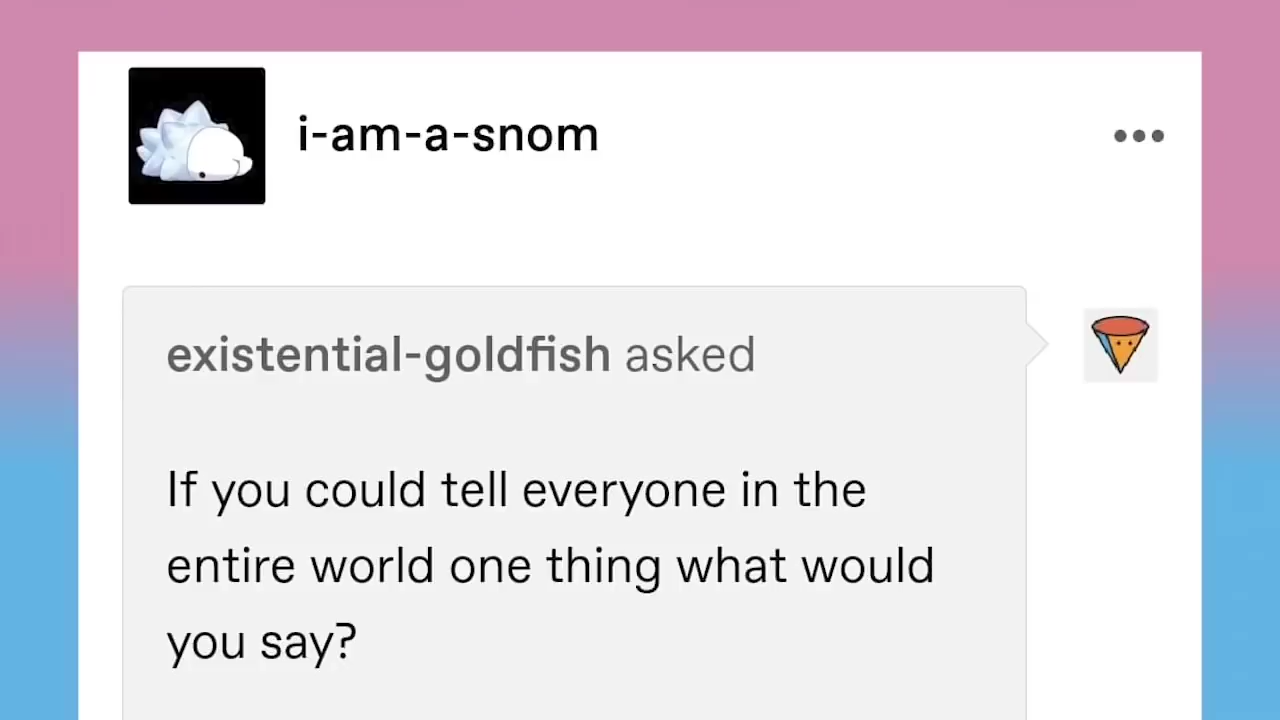 i-am-a-snom
existential-goldfish asked
If you could tell everyone in the
entire world one thing what would
you say?